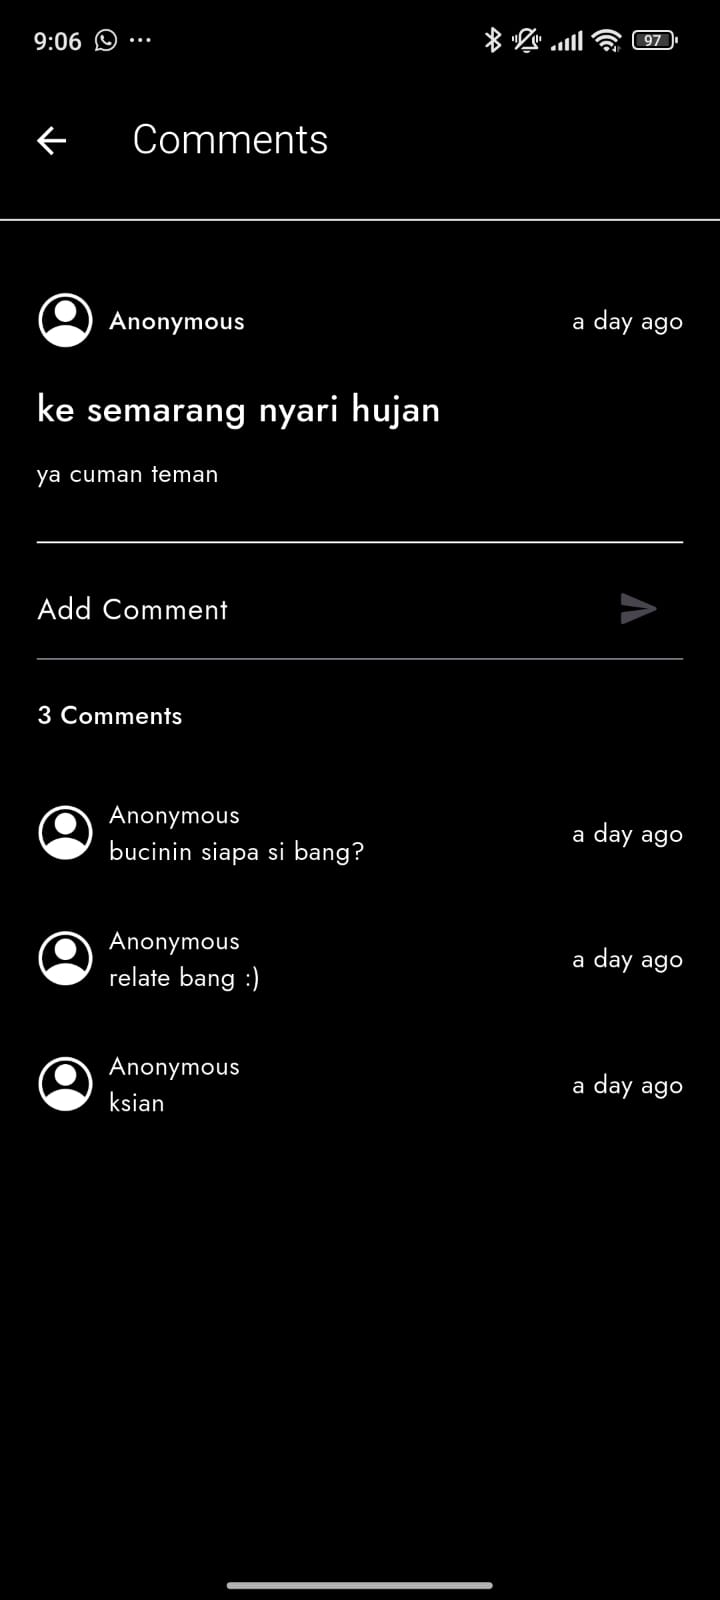 9:06
97
Comments
Anonymous a day ago
ke semarang nyari hujan
ya cuman teman
Add Comment
3 Comments
Anonymous
bucinin siapa si bang?
a day ago
Anonymous
relate bang :)
a day ago
Anonymous
ksian
a day ago